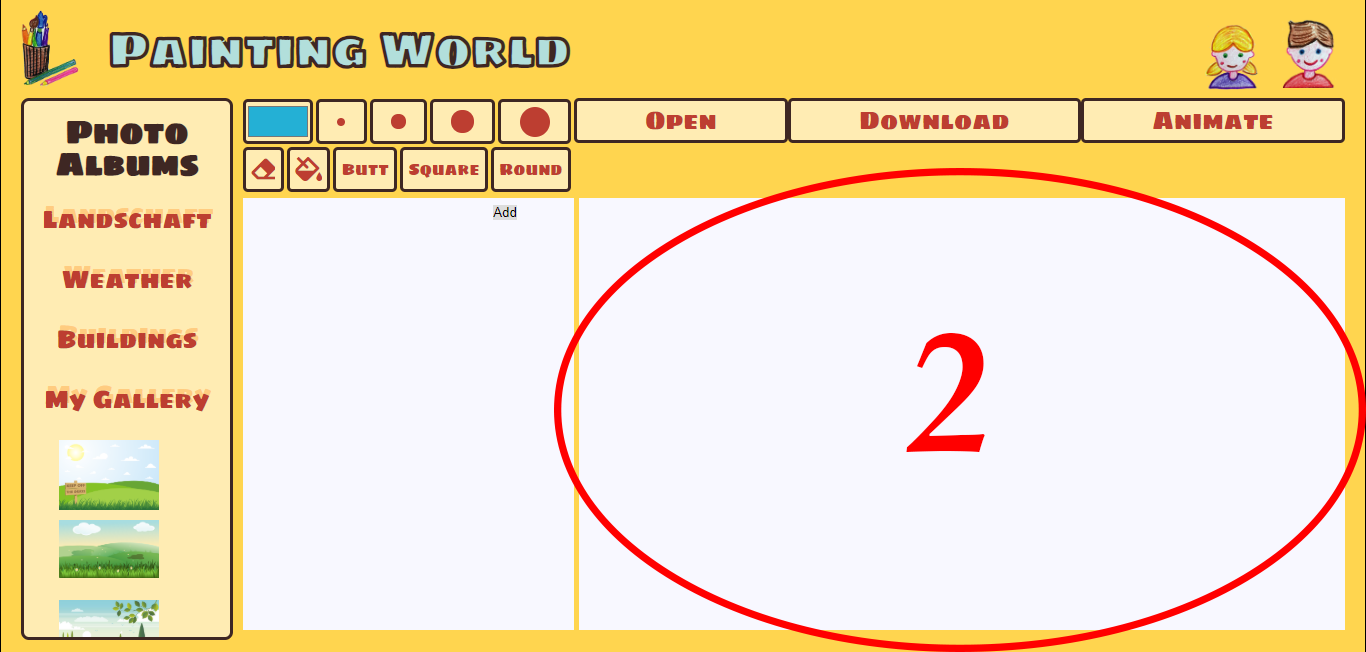 Painting World
Photo
Albums
Landschaft
Weather
Buildings
My Gallery
Open
Download
Animate
Butt
Square
Round
Add
2